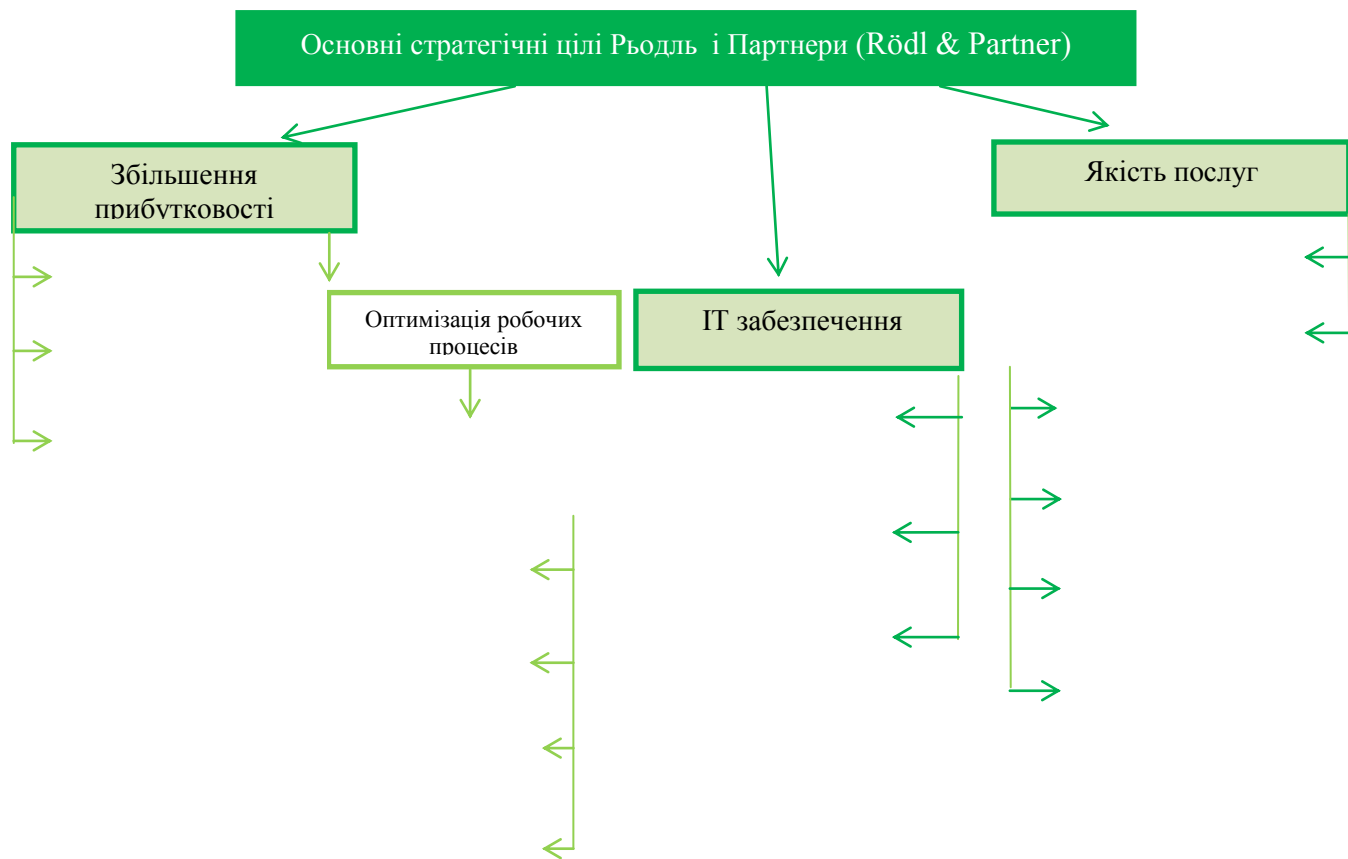 Основні стратегічні цілі Рьодль і Партнери (Rödl & Partner)
Збільшення
прибутковості
Якість послуг
Оптимізація робочих
процесів
ІТ забезпечення